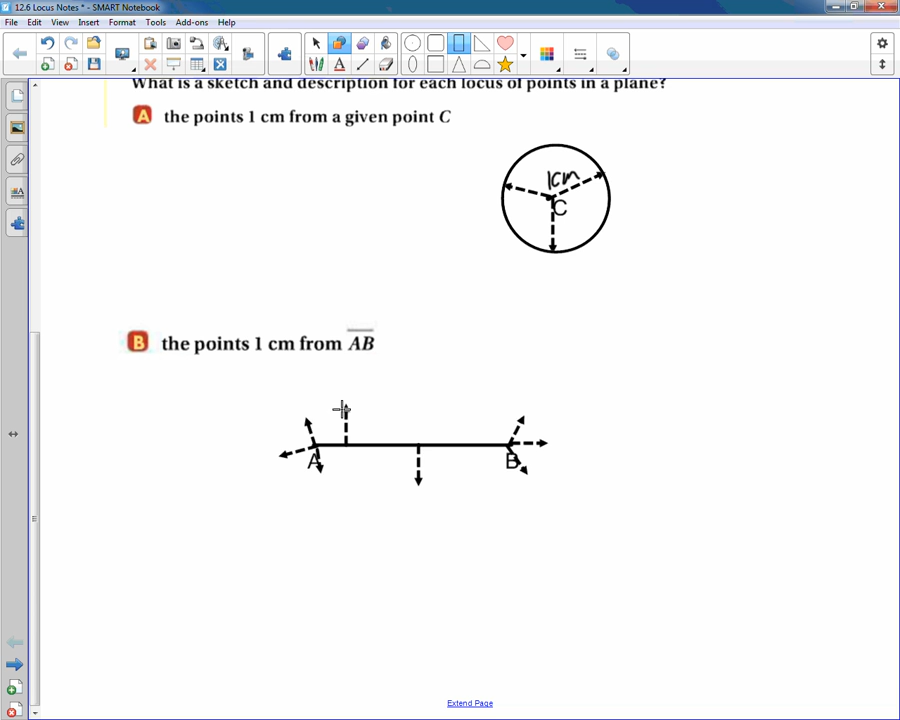 12.6 Locus Notes * - SMART Notebook
File Edit View Insert Format Tools Add-ons Help
What is a sketch and description for each locus of points in a plane?
A the points 1 cm from a given point C
1cm
C
B the points 1 cm from AB
A B
Extend Page